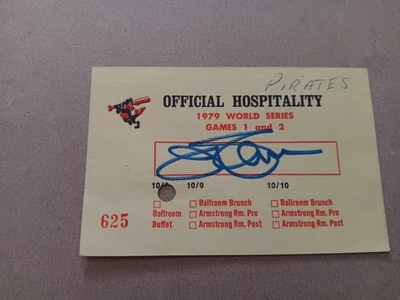 PIRATES
OFFICIAL HOSPITALITY
1979 WORLD SERIES
GAMES 1 and 2
10/9 10/10
Ballroom Buffet
Ballroom Brunch
Armstrong Rm. Pre
Armstrong Rm. Post
Ballroom Brunch
Armstrong Rm. Pre
Armstrong Rm. Post
625